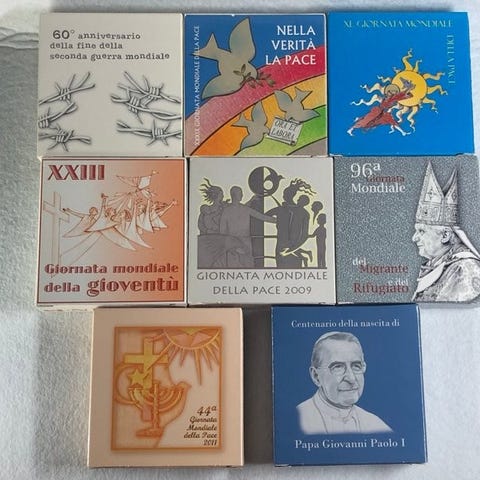 60° anniversario
della fine della
seconda guerra mondiale
XXXIX GIORNATA MONDIALE DELLA PACE
NELLA
VERITÀ
LA PACE
ORA ET
LABORA
XL GIORNATA MONDIALE
DELLA PACE
XXIII
Giornata mondiale
della gioventù
GIORNATA MONDIALE
DELLA PACE 2009
96a
Giornata
Mondiale
del
Migrante
e del
Rifugiato
44a
Giornata
Mondiale
della Pace
2011
Centenario della nascita di
Papa Giovanni Paolo I